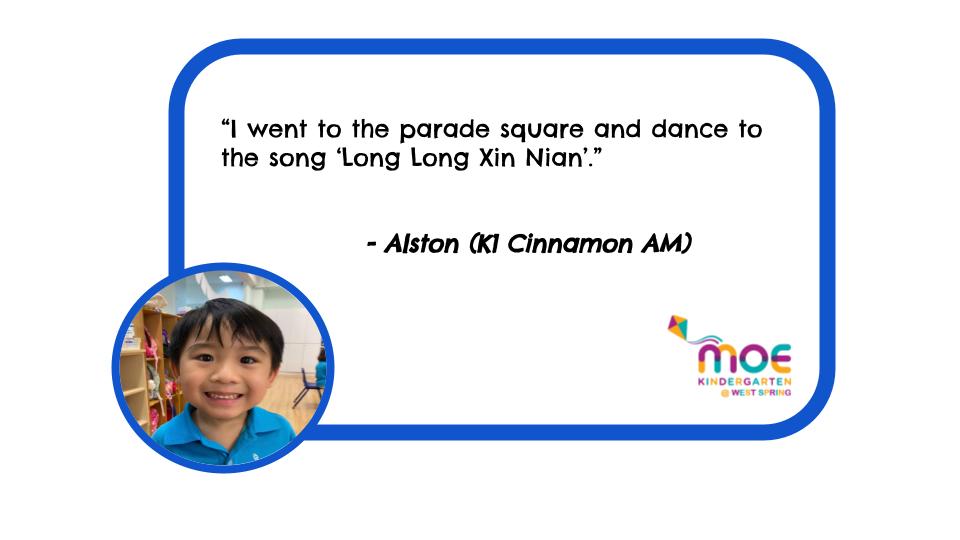 “I went to the parade square and dance to
the song ‘Long Long Xin Nian’.”
- Alston (K1 Cinnamon AM)
MOE
KINDERGARTEN
@ WEST SPRING